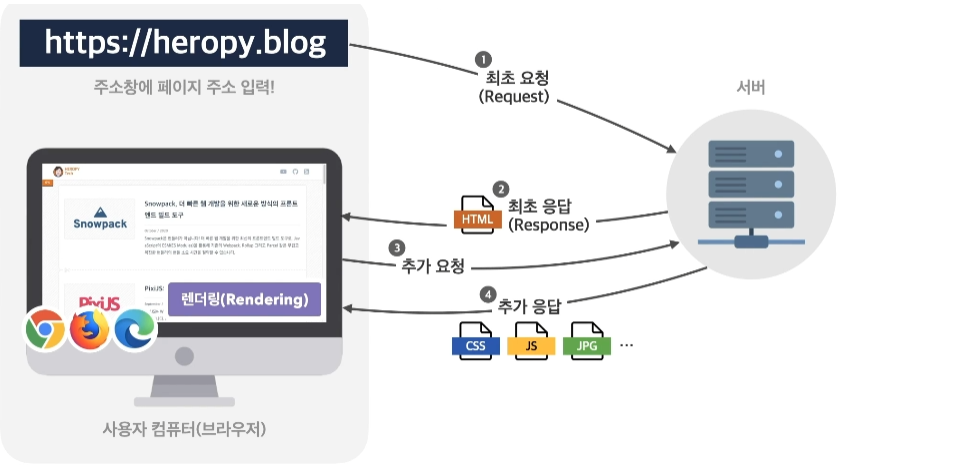 https://heropy.blog
주소창에 페이지 주소 입력!
1
최초 요청
(Request)
서버
HEROPY
Snowpack, 더 빠른 웹 개발을 위한 새로운 방식의 프론트
엔드 빌드 도구
Snowpack
2
HTML
최초 응답
(Response)
3
추가 요청
PixiJS
PixiJS:
렌더링(Rendering)
4
추가 응답
CSS
JS
JPG
...
사용자 컴퓨터(브라우저)